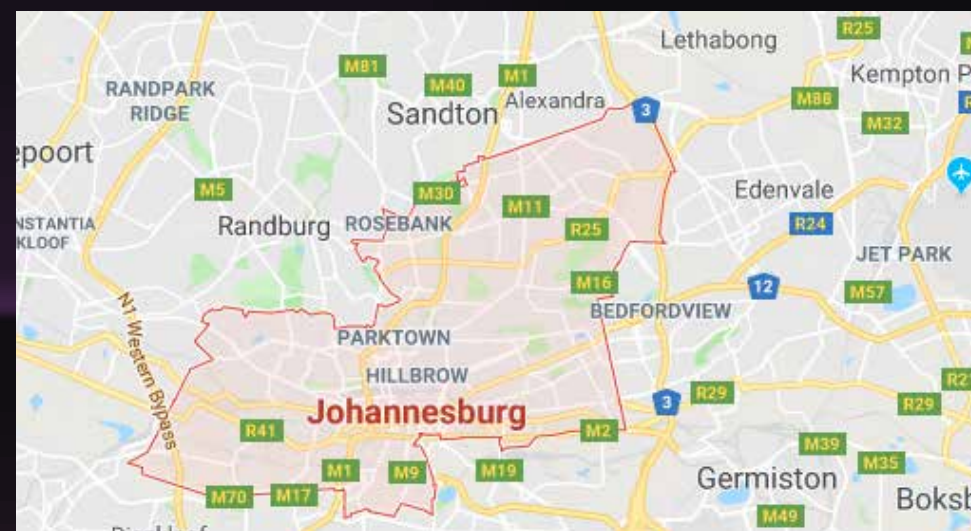 R25
Lethabong
M1
M81
M40
Kempton P
RANDPARK
RIDGE
Sandton
Alexandra
3
M88
M32
epoort
M5
M30
Edenvale
NSTANTIA
KLOOF
Randburg
ROSEBANK
M11
R25
R24
JET PARK
M16
12
M57
N1 Western Bypass
BEDFORDVIEW
PARKTOWN
HILLBROW
Johannesburg
3
R29
R29
R41
M2
M39
M1
M9
M19
M35
Germiston
M70
M17
Boksb
M49